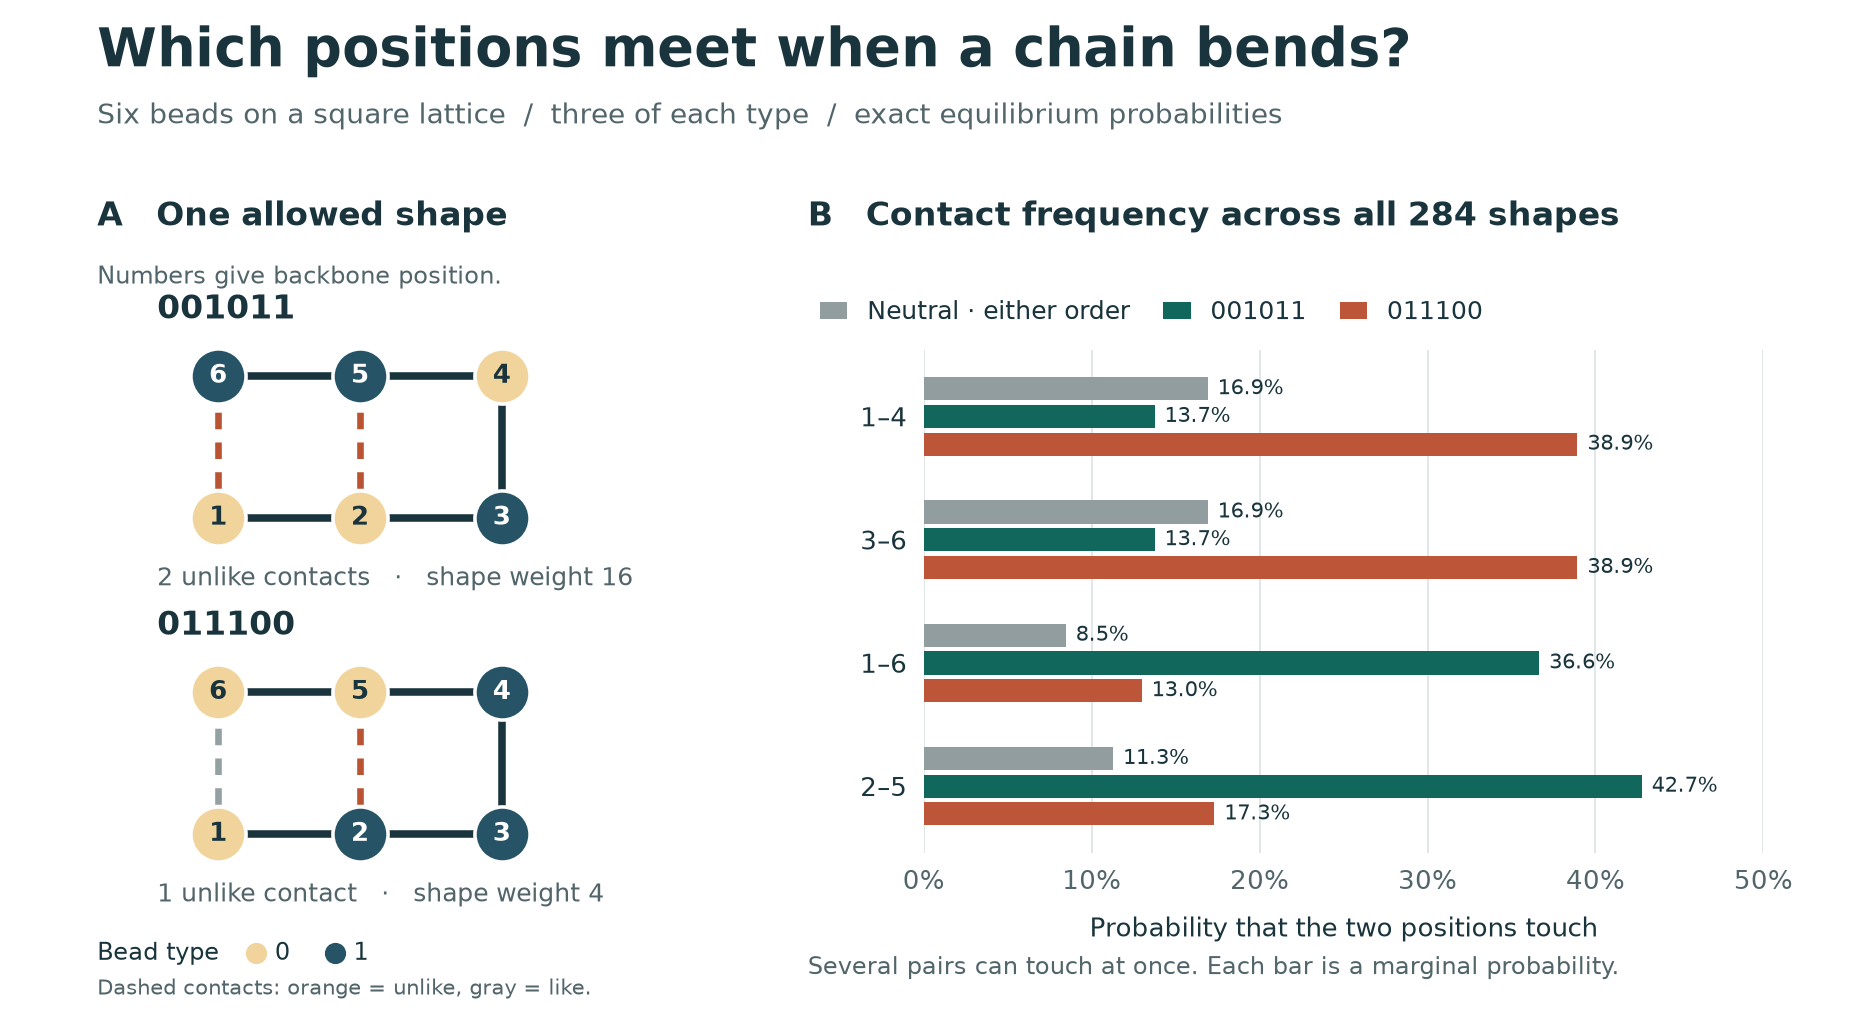 Which positions meet when a chain bends?
Six beads on a square lattice / three of each type / exact equilibrium probabilities
A One allowed shape
Numbers give backbone position.
001011
6 5 4
1 2 3
2 unlike contacts · shape weight 16
011100
6 5 4
1 2 3
1 unlike contact · shape weight 4
Bead type 0 1
Dashed contacts: orange = unlike, gray = like.
B Contact frequency across all 284 shapes
Neutral · either order 001011 011100
16.9%
1–4 13.7%
38.9%
16.9%
3–6 13.7%
38.9%
8.5%
1–6 36.6%
13.0%
11.3%
2–5 42.7%
17.3%
0% 10% 20% 30% 40% 50%
Probability that the two positions touch
Several pairs can touch at once. Each bar is a marginal probability.